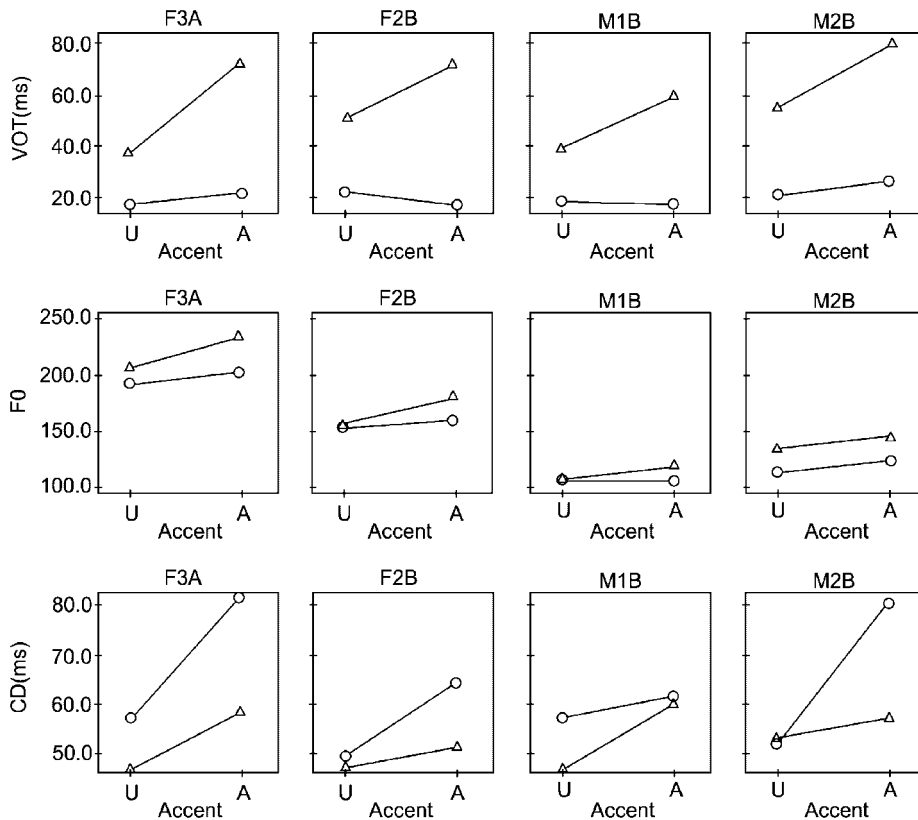 F3A F2B M1B M2B
VOT(ms)
80.0
60.0
40.0
20.0
U A U A U A U A
Accent Accent Accent Accent
F3A F2B M1B M2B
F0
250.0
200.0
150.0
100.0
U A U A U A U A
Accent Accent Accent Accent
F3A F2B M1B M2B
CD(ms)
80.0
70.0
60.0
50.0
U A U A U A U A
Accent Accent Accent Accent